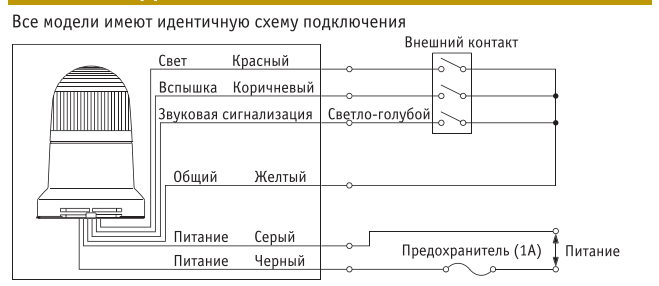 Все модели имеют идентичную схему подключения
Внешний контакт
Свет Красный
Вспышка Коричневый
Звуковая сигнализация Светло-голубой
Общий Желтый
Питание Серый
Предохранитель (1А) Питание
Питание Черный